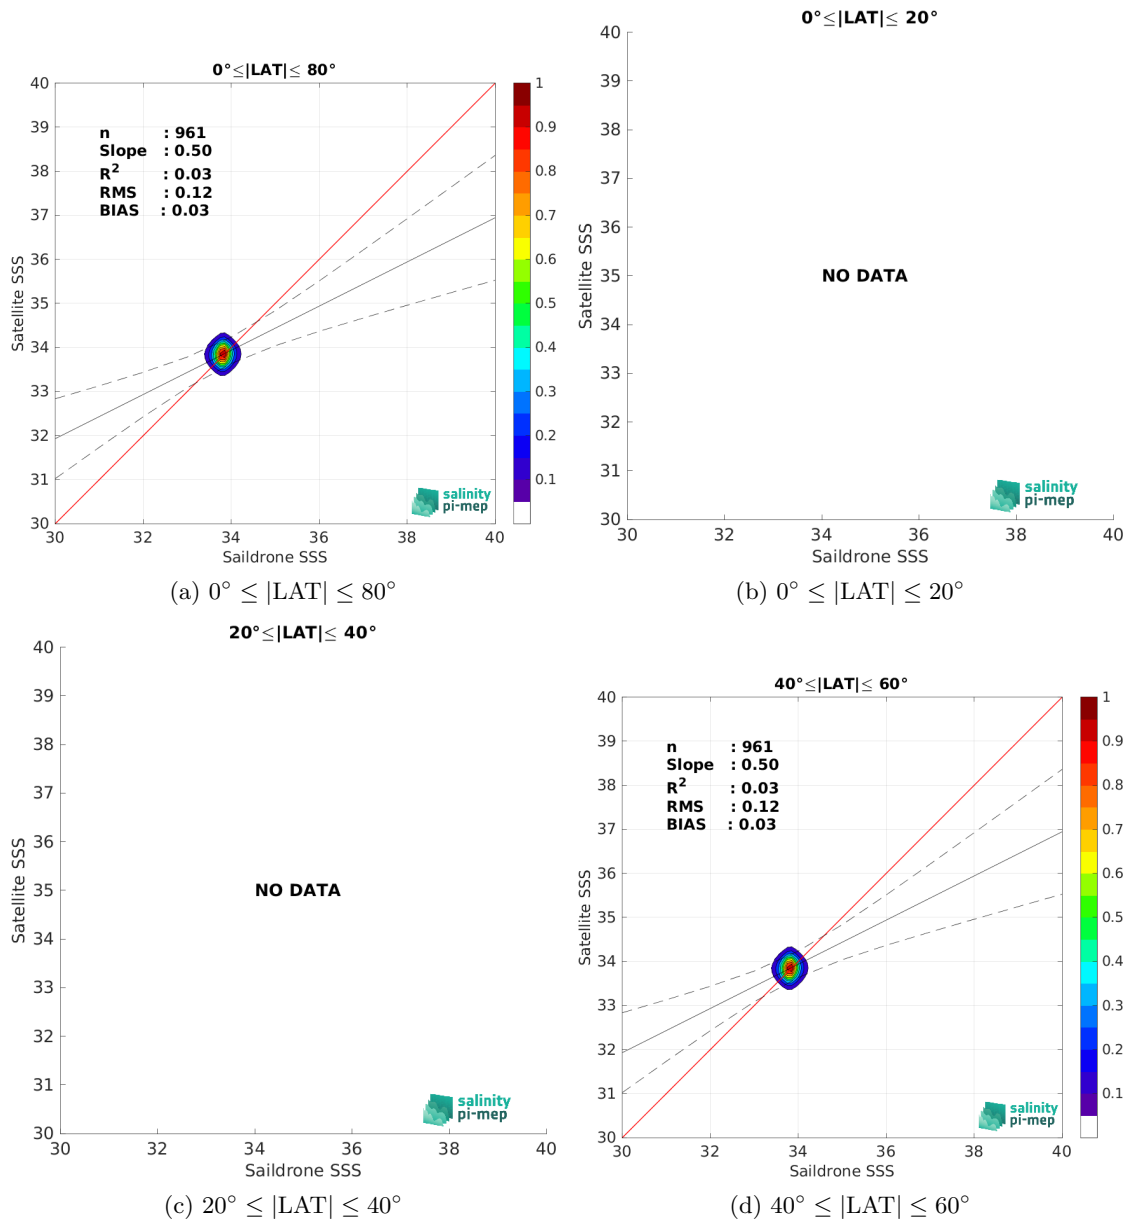 0°≤|LAT|≤ 80°
40
39
38
37
36
35
34
33
32
31
30
Satellite SSS
n : 961
Slope : 0.50
R² : 0.03
RMS : 0.12
BIAS : 0.03
salinity
pi-mep
30 32 34 36 38 40
Saildrone SSS
1
0.9
0.8
0.7
0.6
0.5
0.4
0.3
0.2
0.1
(a) 0° ≤ |LAT| ≤ 80°
0°≤|LAT|≤ 20°
40
39
38
37
36
35
34
33
32
31
30
Satellite SSS
NO DATA
salinity
pi-mep
30 32 34 36 38 40
Saildrone SSS
(b) 0° ≤ |LAT| ≤ 20°
20°≤|LAT|≤ 40°
40
39
38
37
36
35
34
33
32
31
30
Satellite SSS
NO DATA
salinity
pi-mep
30 32 34 36 38 40
Saildrone SSS
(c) 20° ≤ |LAT| ≤ 40°
40°≤|LAT|≤ 60°
40
39
38
37
36
35
34
33
32
31
30
Satellite SSS
n : 961
Slope : 0.50
R² : 0.03
RMS : 0.12
BIAS : 0.03
salinity
pi-mep
30 32 34 36 38 40
Saildrone SSS
1
0.9
0.8
0.7
0.6
0.5
0.4
0.3
0.2
0.1
(d) 40° ≤ |LAT| ≤ 60°